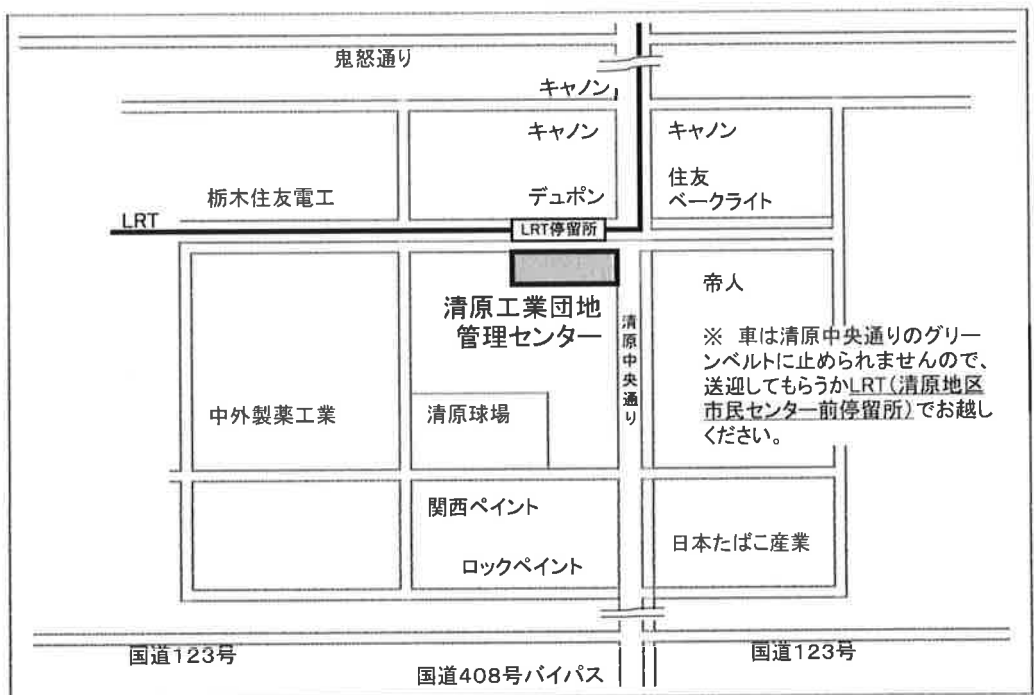 鬼怒通り
キャノン
キャノン
キャノン
栃木住友電工
デュポン
住友
ベークライト
LRT
LRT停留所
帝人
清原工業団地
管理センター
清原中央通り
※ 車は清原中央通りのグリー
ンベルトに止められませんので、
送迎してもらうかLRT(清原地区
市民センター前停留所)でお越し
ください。
中外製薬工業
清原球場
関西ペイント
ロックペイント
日本たばこ産業
国道123号
国道408号バイパス
国道123号